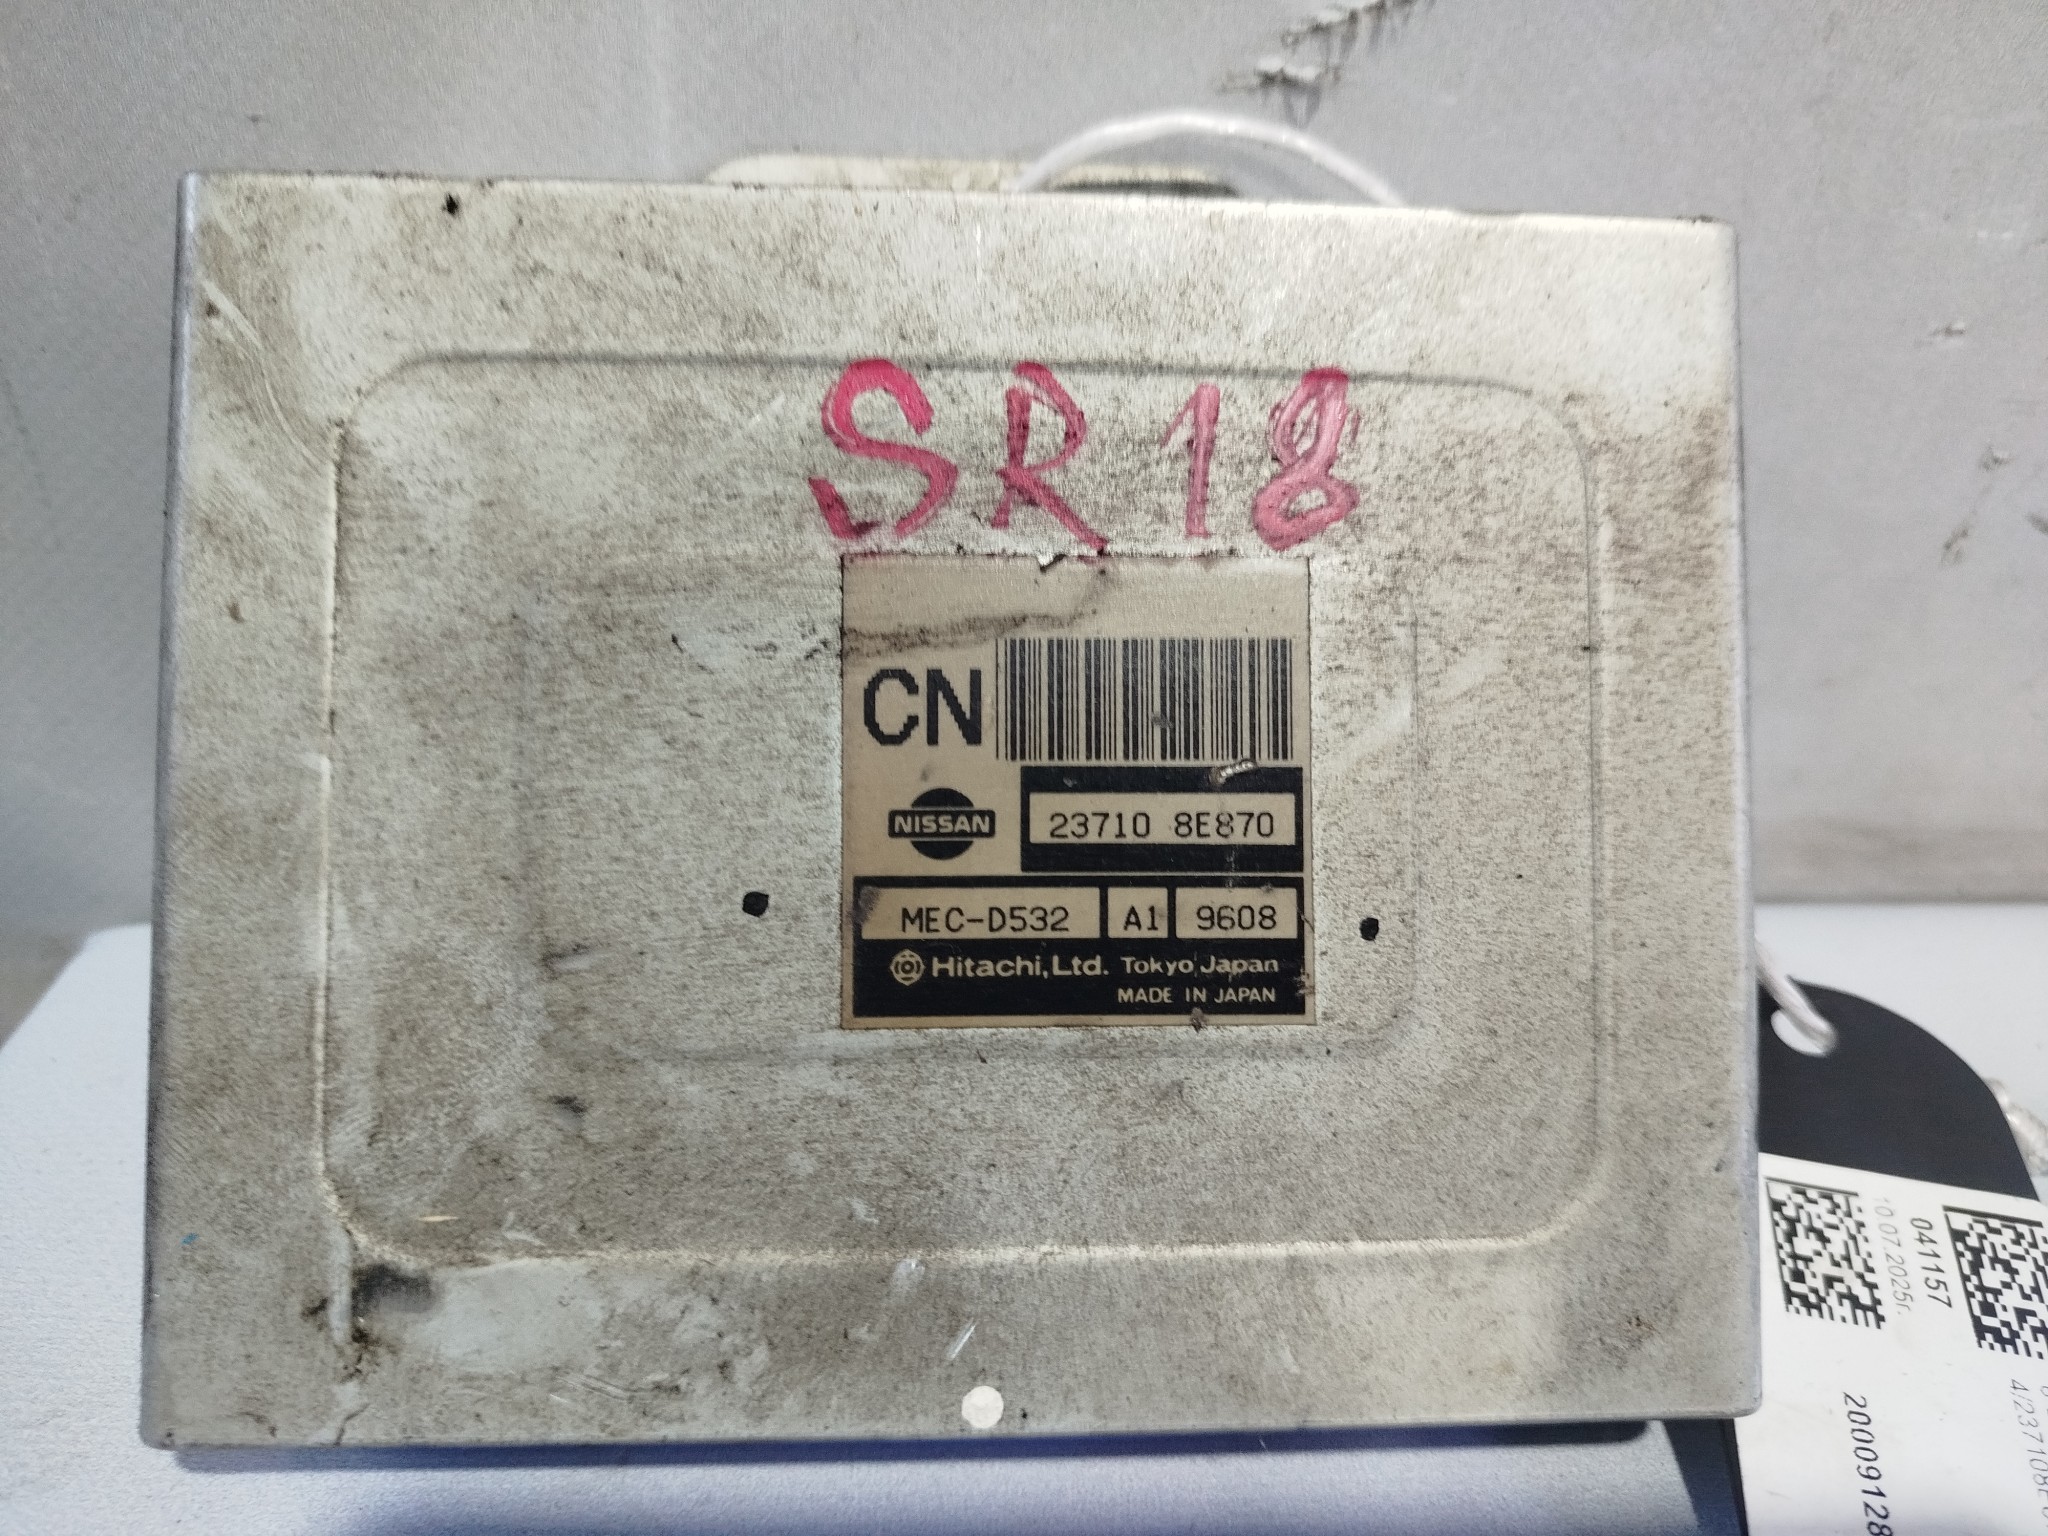 SR18
CN
NISSAN
23710 8E870
MEC-D532 A1 9608
Hitachi, Ltd. Tokyo Japan
MADE IN JAPAN
041157
10.07.2025г.
20009128